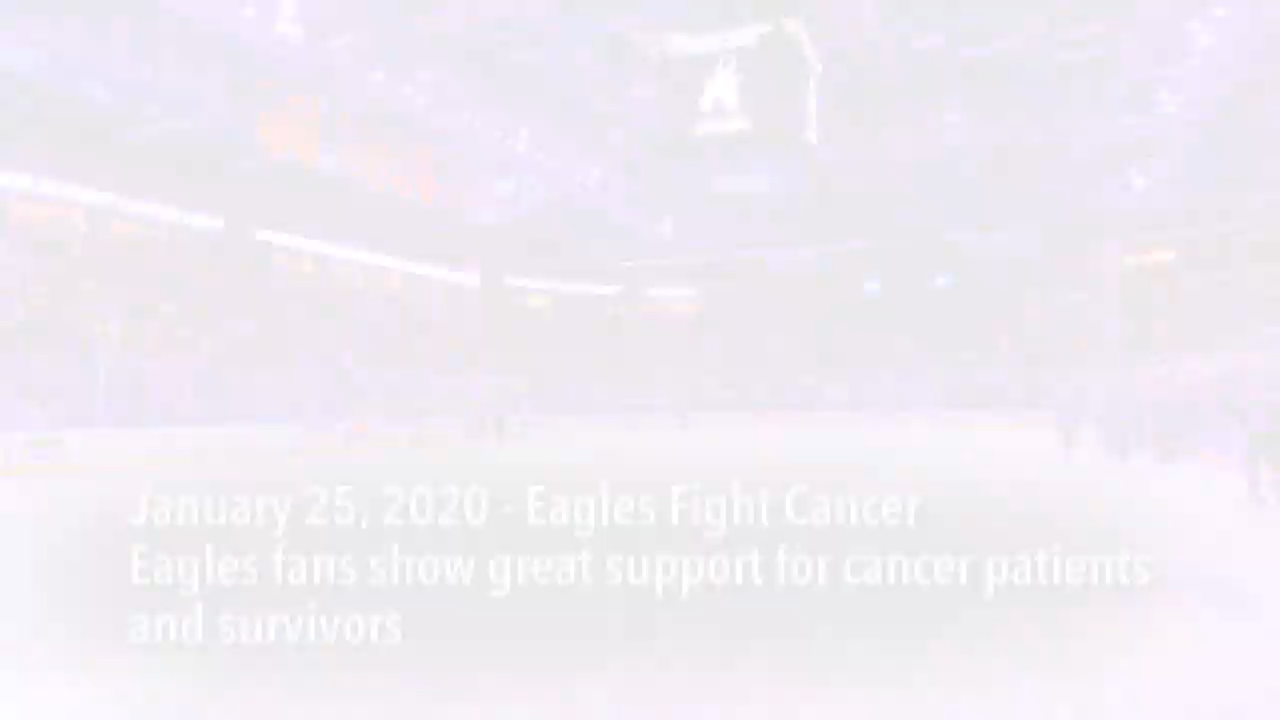 January 25, 2020 - Eagles Fight Cancer
Eagles fans show great support for cancer patients
and survivors